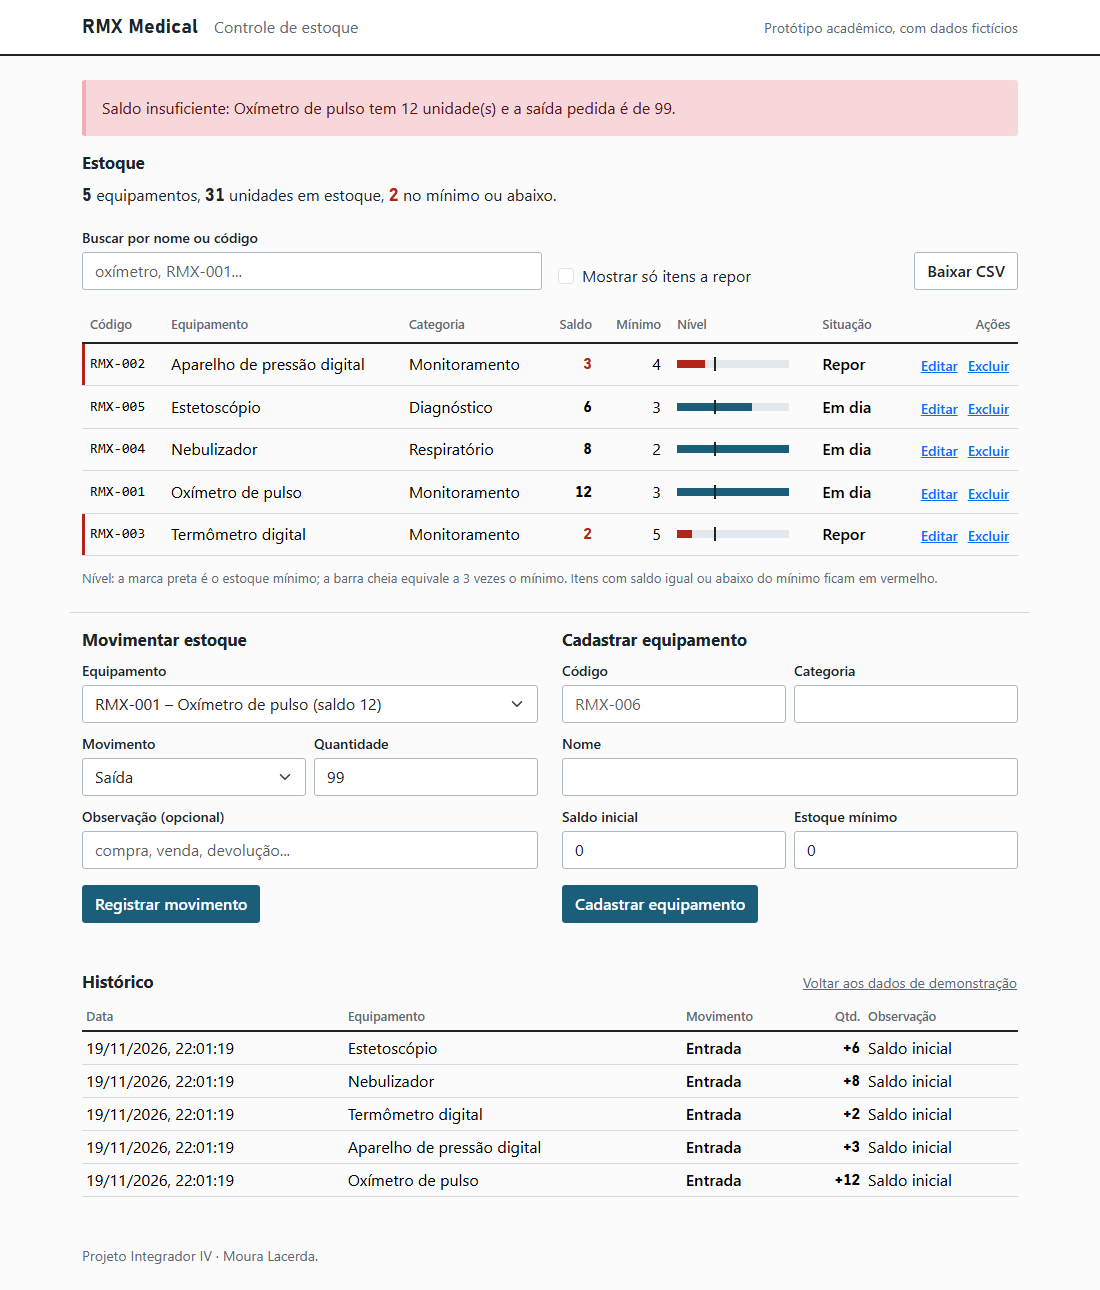 RMX Medical Controle de estoque Protótipo acadêmico, com dados fictícios
Saldo insuficiente: Oxímetro de pulso tem 12 unidade(s) e a saída pedida é de 99.
Estoque
5 equipamentos, 31 unidades em estoque, 2 no mínimo ou abaixo.
Buscar por nome ou código
oxímetro, RMX-001... Mostrar só itens a repor Baixar CSV
Código Equipamento Categoria Saldo Mínimo Nível Situação Ações
RMX-002 Aparelho de pressão digital Monitoramento 3 4 Repor Editar Excluir
RMX-005 Estetoscópio Diagnóstico 6 3 Em dia Editar Excluir
RMX-004 Nebulizador Respiratório 8 2 Em dia Editar Excluir
RMX-001 Oxímetro de pulso Monitoramento 12 3 Em dia Editar Excluir
RMX-003 Termômetro digital Monitoramento 2 5 Repor Editar Excluir
Nível: a marca preta é o estoque mínimo; a barra cheia equivale a 3 vezes o mínimo. Itens com saldo igual ou abaixo do mínimo ficam em vermelho.
Movimentar estoque
Equipamento
RMX-001 – Oxímetro de pulso (saldo 12)
Movimento Quantidade
Saída 99
Observação (opcional)
compra, venda, devolução...
Registrar movimento
Cadastrar equipamento
Código Categoria
RMX-006
Nome
Saldo inicial Estoque mínimo
0 0
Cadastrar equipamento
Histórico Voltar aos dados de demonstração
Data Equipamento Movimento Qtd. Observação
19/11/2026, 22:01:19 Estetoscópio Entrada +6 Saldo inicial
19/11/2026, 22:01:19 Nebulizador Entrada +8 Saldo inicial
19/11/2026, 22:01:19 Termômetro digital Entrada +2 Saldo inicial
19/11/2026, 22:01:19 Aparelho de pressão digital Entrada +3 Saldo inicial
19/11/2026, 22:01:19 Oxímetro de pulso Entrada +12 Saldo inicial
Projeto Integrador IV · Moura Lacerda.